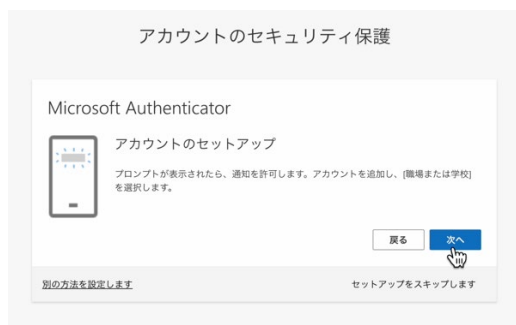 アカウントのセキュリティ保護
Microsoft Authenticator
アカウントのセットアップ
プロンプトが表示されたら、通知を許可します。アカウントを追加し、[職場または学校]
を選択します。
戻る
次へ
別の方法を設定します
セットアップをスキップします